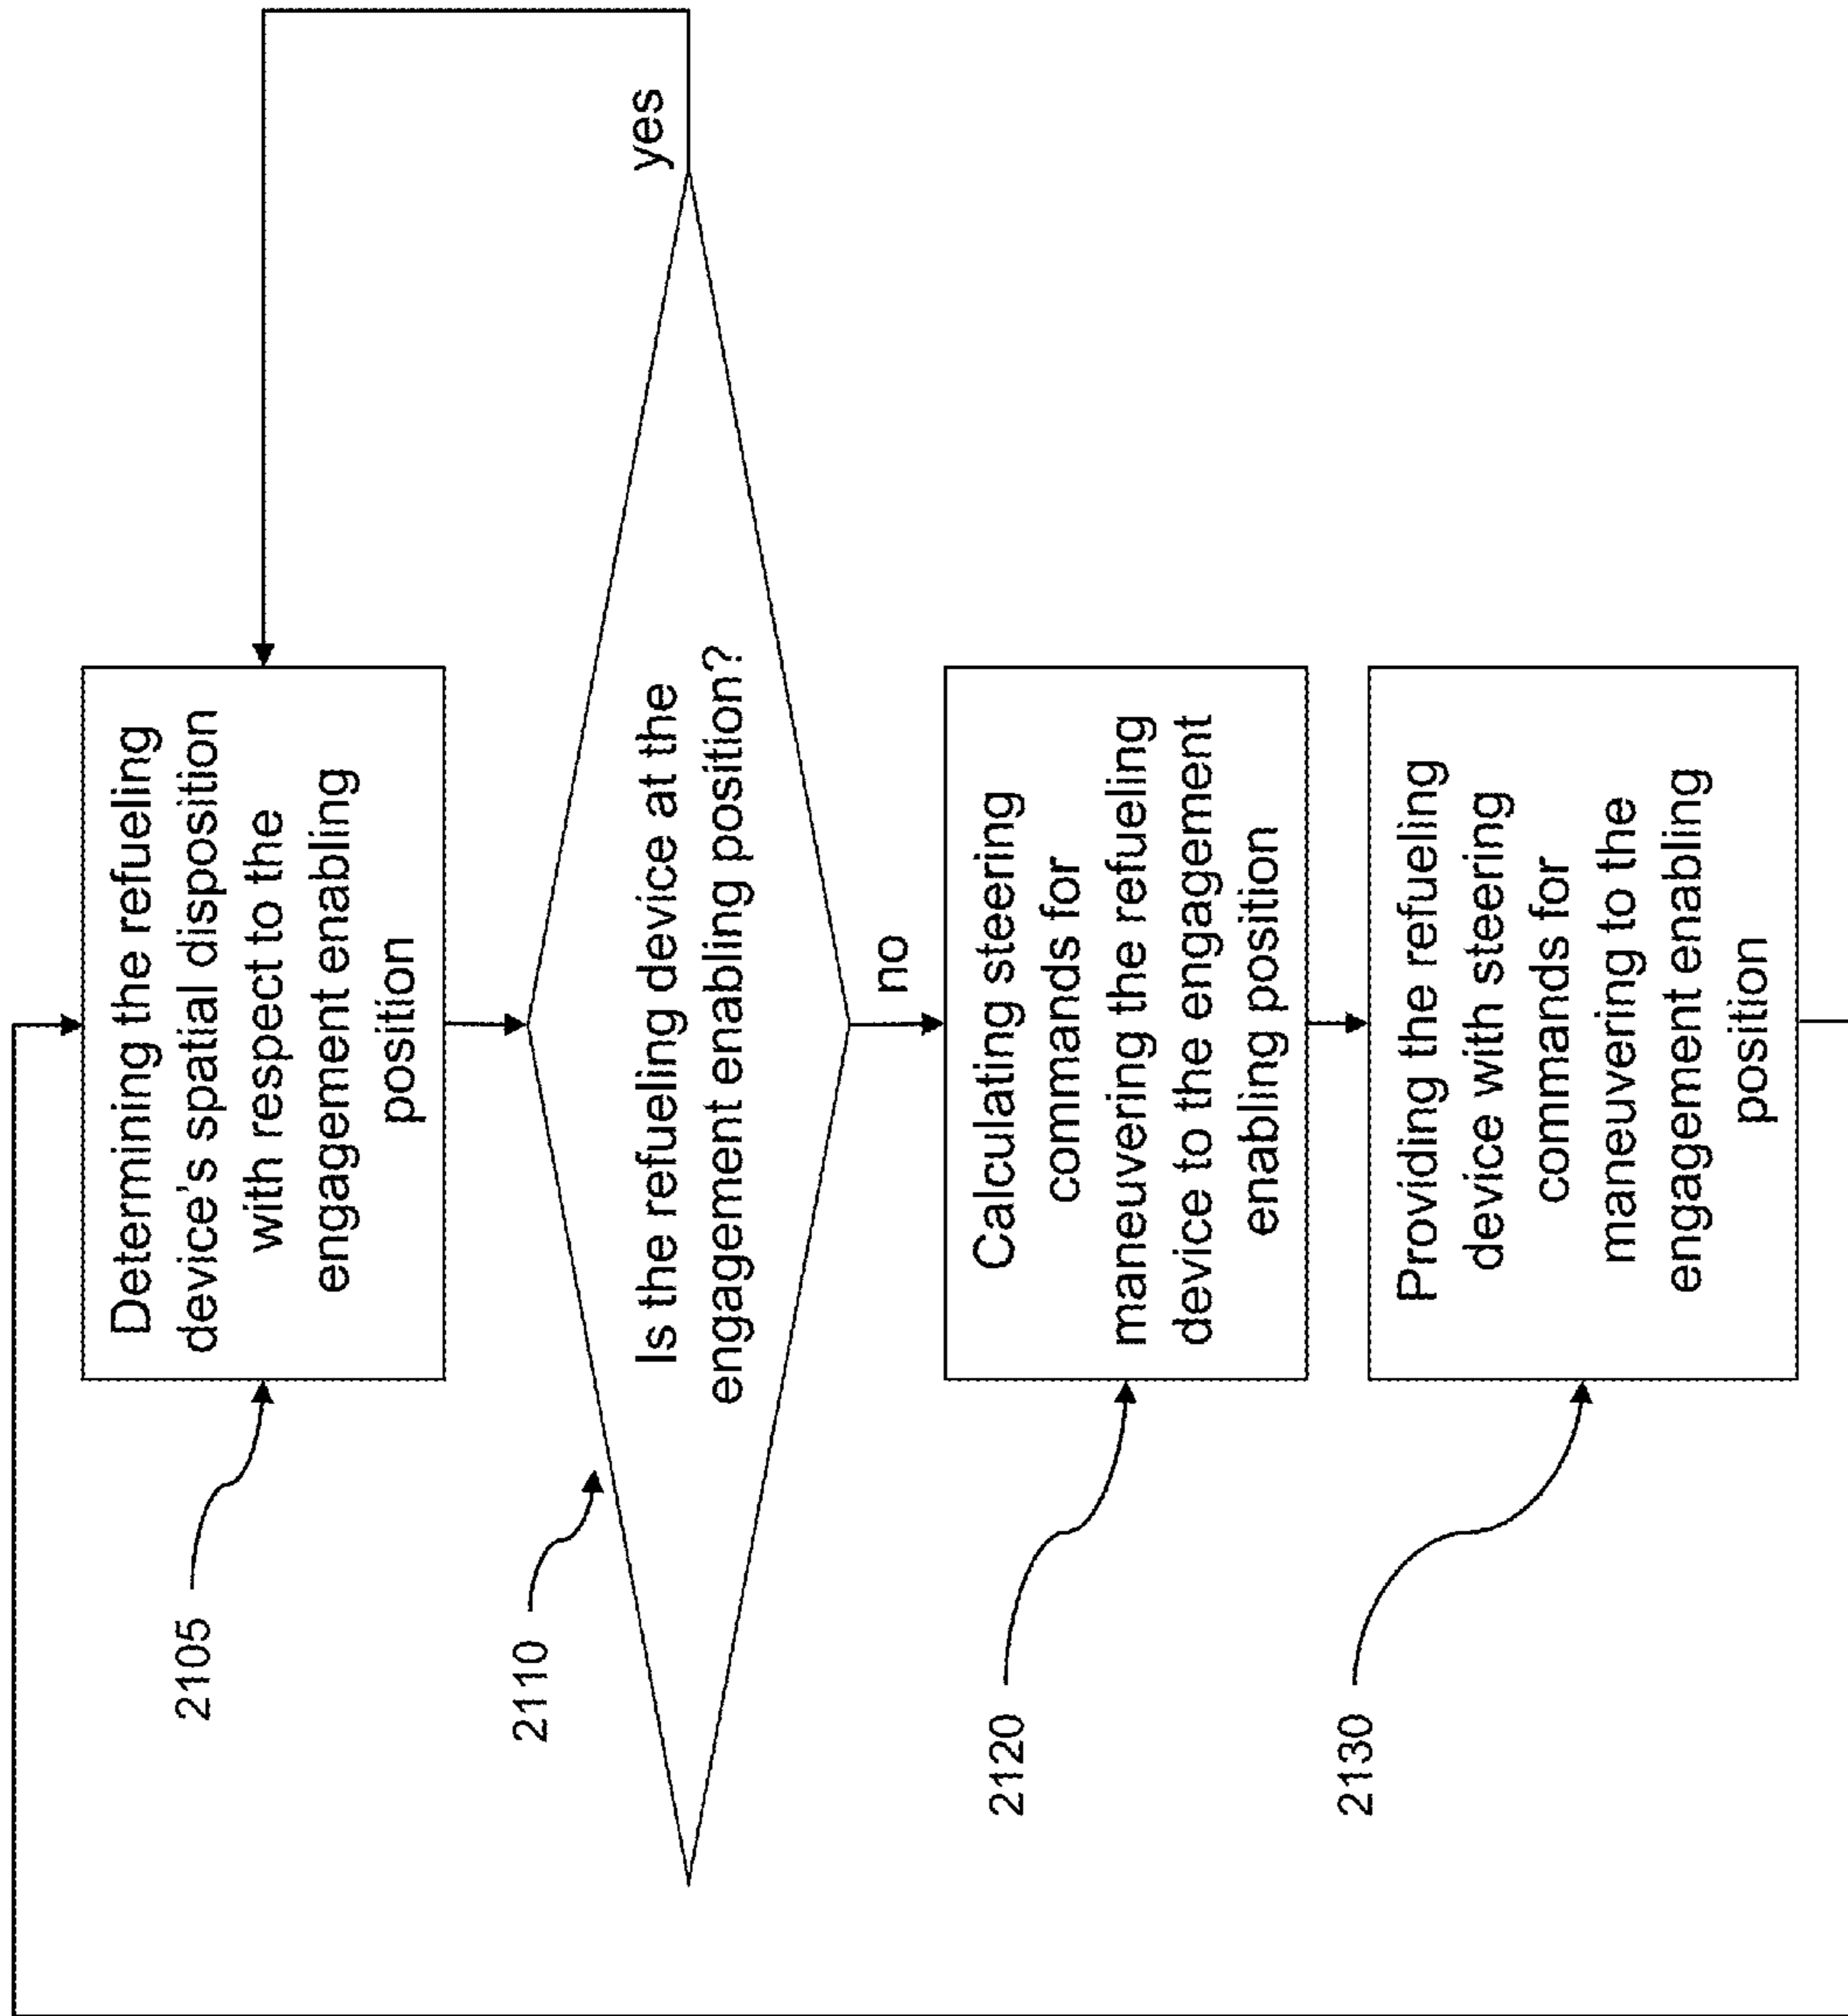 2105
Determining the refueling
device's spatial disposition
with respect to the
engagement enabling
position
2110
Is the refueling device at the
engagement enabling position?
yes
no
2120
Calculating steering
commands for
maneuvering the refueling
device to the engagement
enabling position
2130
Providing the refueling
device with steering
commands for
maneuvering to the
engagement enabling
position